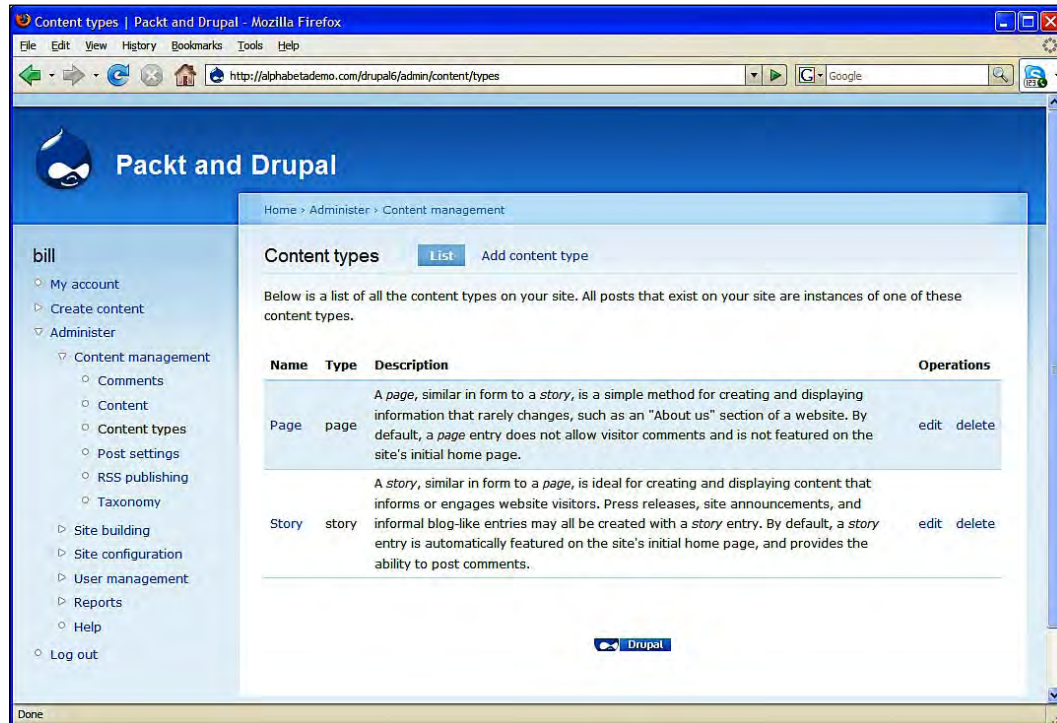 Content types | Packt and Drupal - Mozilla Firefox
File Edit View History Bookmarks Tools Help
http://alphabetademo.com/drupal6/admin/content/types
G Google
Packt and Drupal
Home › Administer › Content management
bill
My account
Create content
Administer
Content management
Comments
Content
Content types
Post settings
RSS publishing
Taxonomy
Site building
Site configuration
User management
Reports
Help
Log out
Content types List Add content type
Below is a list of all the content types on your site. All posts that exist on your site are instances of one of these
content types.
Name Type Description Operations
Page page A page, similar in form to a story, is a simple method for creating and displaying
information that rarely changes, such as an "About us" section of a website. By
default, a page entry does not allow visitor comments and is not featured on the
site's initial home page.
edit delete
Story story A story, similar in form to a page, is ideal for creating and displaying content that
informs or engages website visitors. Press releases, site announcements, and
informal blog-like entries may all be created with a story entry. By default, a story
entry is automatically featured on the site's initial home page, and provides the
ability to post comments.
edit delete
Drupal
Done